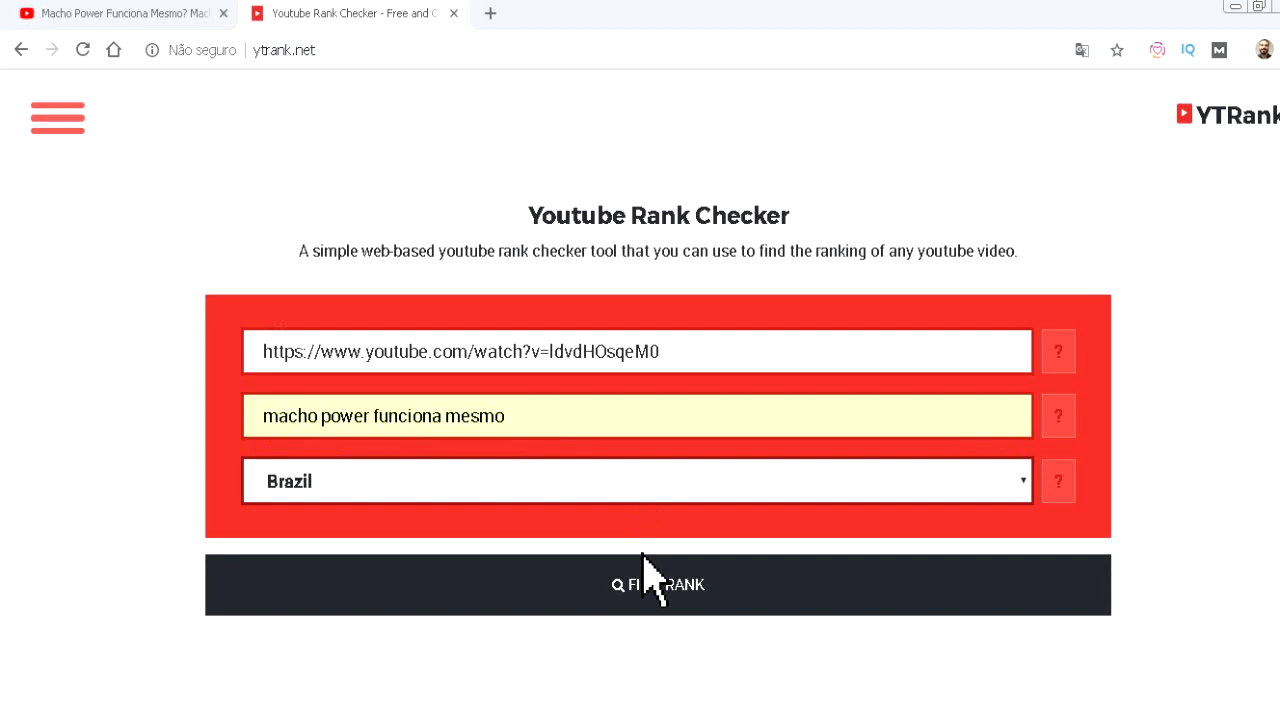 Macho Power Funciona Mesmo? Mac
Youtube Rank Checker - Free and
Não seguro
ytrank.net
IQ
M
YTRank
Youtube Rank Checker
A simple web-based youtube rank checker tool that you can use to find the ranking of any youtube video.
https://www.youtube.com/watch?v=ldvdHOsqeM0
?
macho power funciona mesmo
?
Brazil
?
RANK